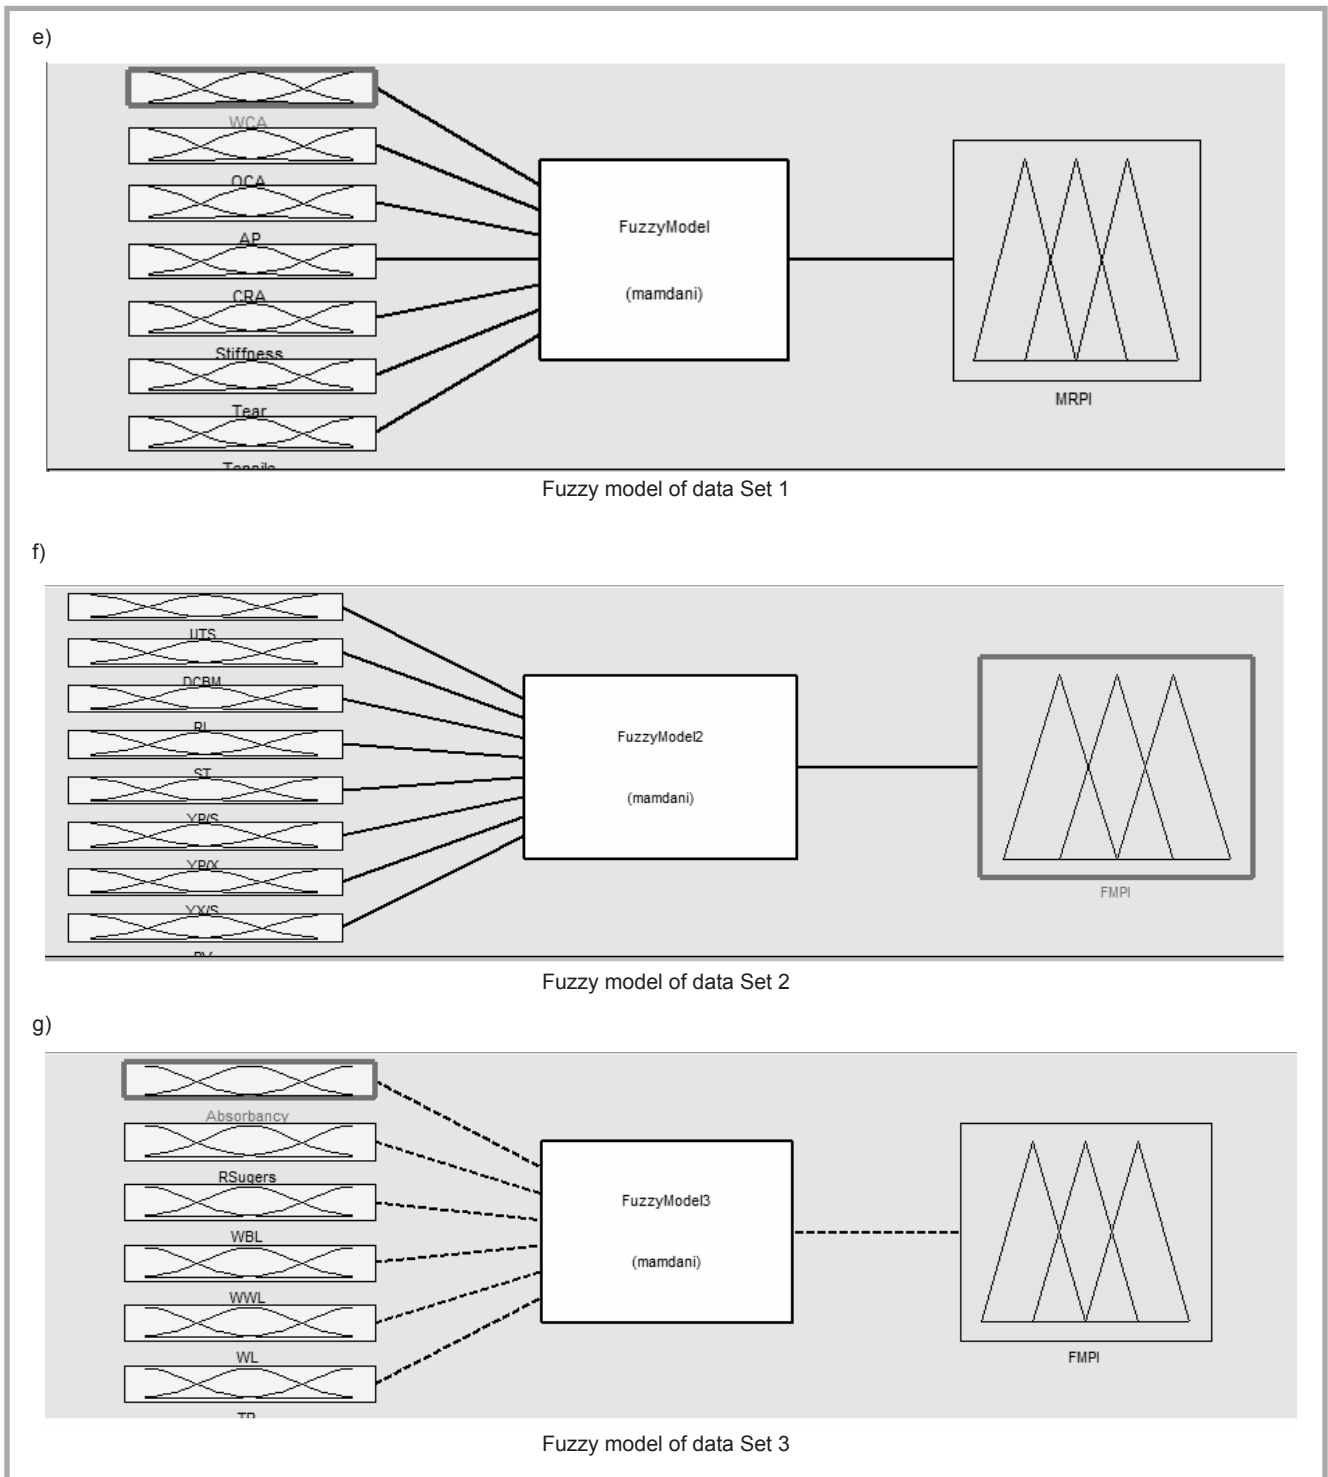 e)
WCA
OCA
AP
CRA
Stiffness
Tear
Tensile
FuzzyModel
(mamdani)
MRPI
Fuzzy model of data Set 1
f)
UTS
DCBM
RL
ST
YP/S
YP/X
YX/S
FuzzyModel2
(mamdani)
FMPI
Fuzzy model of data Set 2
g)
Absorbancy
RSugers
WBL
WWL
WL
FuzzyModel3
(mamdani)
FMPI
Fuzzy model of data Set 3